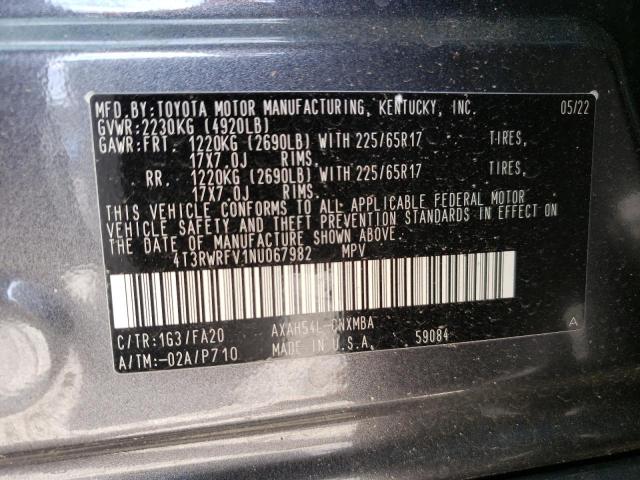 MFD.BY:TOYOTA MOTOR MANUFACTURING, KENTUCKY, INC. 05/22
GVWR:2230KG (4920LB)
GAWR:FRT. 1220KG (2690LB) WITH 225/65R17 TIRES,
17X7.0J RIMS.
RR. 1220KG (2690LB) WITH 225/65R17 TIRES,
17X7.0J RIMS.
THIS VEHICLE CONFORMS TO ALL APPLICABLE FEDERAL MOTOR
VEHICLE SAFETY AND THEFT PREVENTION STANDARDS IN EFFECT ON
THE DATE OF MANUFACTURE SHOWN ABOVE.
4T3RWRFV1NU067982 MPV
C/TR:1G3/FA20 AXAH54L-CNXMBA A
A/TM:-02A/P710 MADE IN U.S.A. 59084